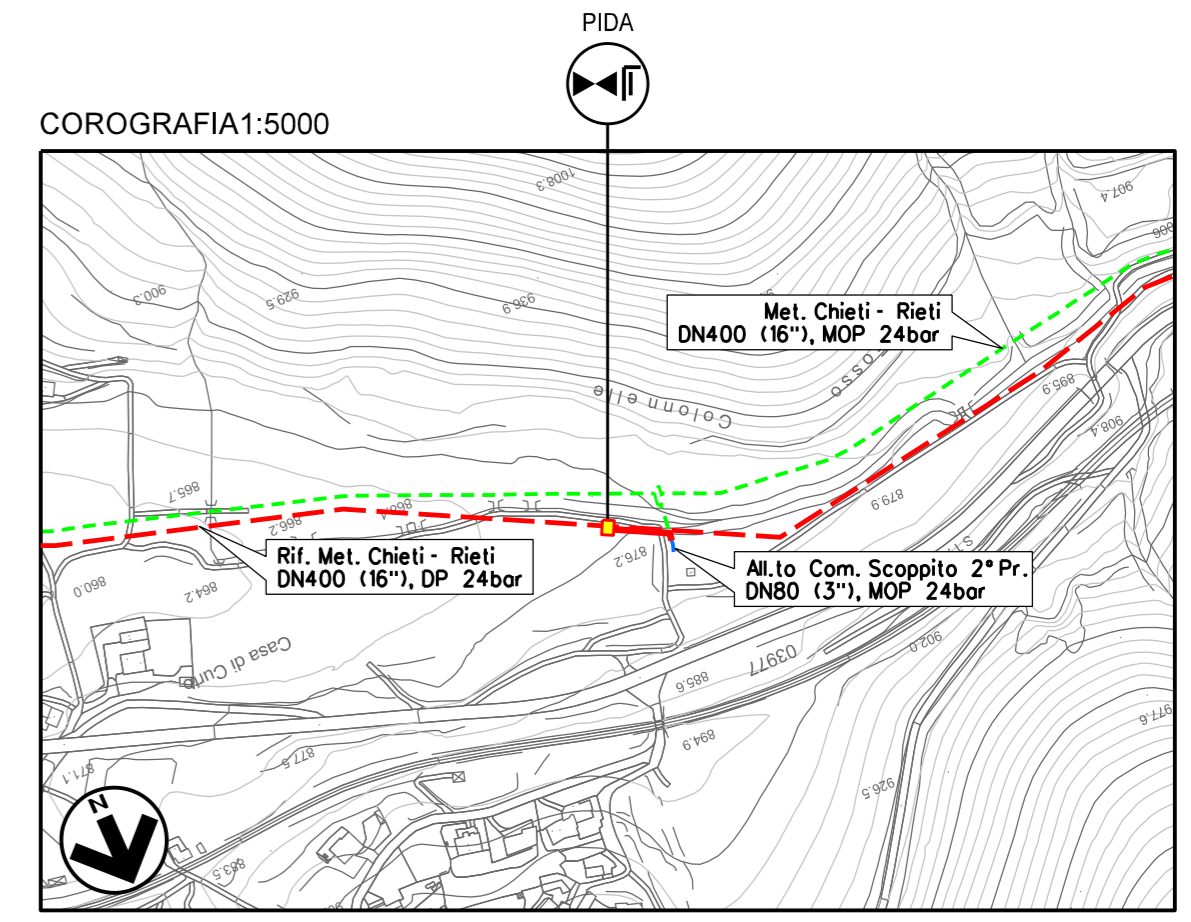 PIDA
COROGRAFIA1:5000
1008.3
907.4
900.3
929.5
936.9
Met. Chieti - Rieti
DN400 (16"), MOP 24bar
Colonnelle
osso
895.9
908.4
865.7
866.2
879.9
876.2
Rif. Met. Chieti - Rieti
DN400 (16"), DP 24bar
All.to Com. Scoppito 2° Pr.
DN80 (3"), MOP 24bar
860.0
864.2
Casa di Curto
03977
885.6
902.0
894.9
977.6
877.5
871.1
926.5
N
883.5